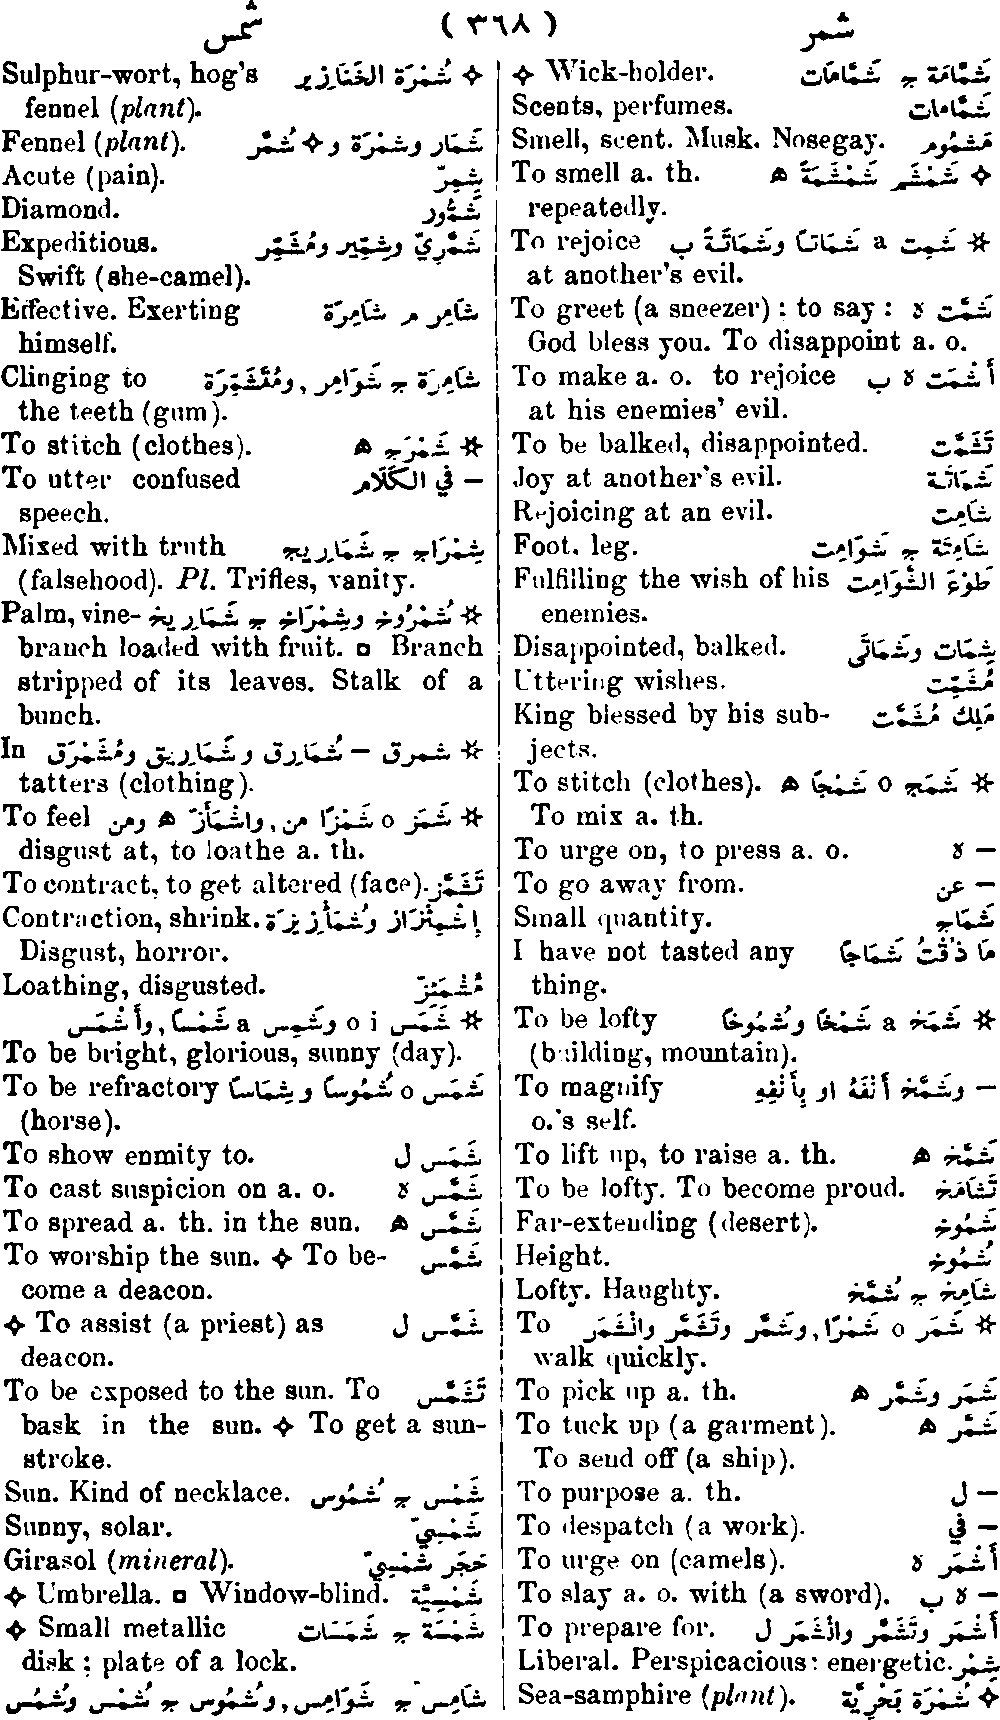 شمر ( ٣٦٨ ) شمس
✧ Wick-holder. شَمَّامَة ج شَمَّامَات
Scents, perfumes. شَمَّامَات
Smell, scent. Musk. Nosegay. مَشْمُوم
To smell a. th. ✧ شَمْشَم شَمْشَمَةً ه
repeatedly.
To rejoice ✲ شَمِت a شَمَاتًا وشَمَاتَةً ب
at another's evil.
To greet (a sneezer) : to say : شَمَّت ه
God bless you. To disappoint a. o.
To make a. o. to rejoice أَشْمَت ه ب
at his enemies' evil.
To be balked, disappointed. تَشَمَّت
Joy at another's evil. شَمَاتَة
Rejoicing at an evil. شَامِت
Foot, leg. شَامِتَة ج شَوَامِت
Fulfilling the wish of his طَوْعَ الشَّوَامِت
enemies.
Disappointed, balked. شِمَات وشَمَاتَى
Uttering wishes. مُشَمِّت
King blessed by his sub- مَلِك مُشَمَّت
jects.
To stitch (clothes). ✲ شَمَج o شَمْجًا ه
To mix a. th.
To urge on, to press a. o. – ه
To go away from. – عن
Small quantity. شَمَاج
I have not tasted any مَا ذُقْتُ شَمَاجًا
thing.
To be lofty ✲ شَمَخ a شَمْخًا وشُمُوخًا
(building, mountain).
To magnify – وشَمَّخ أَنْفَهُ او بِأَنْفِهِ
o.'s self.
To lift up, to raise a. th. شَمَّخ ه
To be lofty. To become proud. تَشَامَخ
Far-extending (desert). شَمُوخ
Height. شُمُوخ
Lofty. Haughty. شَامِخ ج شُمَّخ
To ✲ شَمَر o شَمْرًا, وشَمَّر وتَشَمَّر وانْشَمَر
walk quickly.
To pick up a. th. شَمَر وشَمَّر ه
To tuck up (a garment). شَمَّر ه
To send off (a ship).
To purpose a. th. – ل
To despatch (a work). – في
To urge on (camels). أَشْمَر ه
To slay a. o. with (a sword). – ه ب
To prepare for. أَشْمَر وتَشَمَّر وانْشَمَر ل
Liberal. Perspicacious: energetic. شِمْر
Sea-samphire (plant). ✧ شُمْرَة بَحْرِيَّة
Sulphur-wort, hog's ✧ شُمْرَة الخَنَازِير
fennel (plant).
Fennel (plant). شَمَار وشَمْرَة و ✧ شُمَّر
Acute (pain). شِمِرّ
Diamond. شَمُّور
Expeditious. شَمَّرِيّ وشِمِّير ومُشَمِّر
Swift (she-camel).
Effective. Exerting شَامِر م شَامِرَة
himself.
Clinging to شَامِرَة ج شَوَامِر, ومُتَشَمِّرَة
the teeth (gum).
To stitch (clothes). ✲ شَمْرَج ه
To utter confused – في الكَلَام
speech.
Mixed with truth شِمْرَاج ج شَمَارِيج
(falsehood). Pl. Trifles, vanity.
Palm, vine- ✲ شُمْرُوخ وشِمْرَاخ ج شَمَارِيخ
branch loaded with fruit. ▫ Branch
stripped of its leaves. Stalk of a
bunch.
In ✲ شمرق – شُمَارِق وشَمَارِيق ومُشَمْرَق
tatters (clothing).
To feel ✲ شَمَز o شَمْزًا من, واشْمَأَزّ ه ومن
disgust at, to loathe a. th.
To contract, to get altered (face). تَشَمَّز
Contraction, shrink. إِشْمِئْزَاز وشُمَأْزِيزَة
Disgust, horror.
Loathing, disgusted. مُشْمَئِزّ
✲ شَمَس o i وشَمِس a شَمْسًا, وأَشْمَس
To be bright, glorious, sunny (day).
To be refractory شَمَس o شُمُوسًا وشِمَاسًا
(horse).
To show enmity to. شَمَس ل
To cast suspicion on a. o. شَمَّس ه
To spread a. th. in the sun. شَمَّس ه
To worship the sun. ✧ To be- شَمَّس
come a deacon.
✧ To assist (a priest) as شَمَّس ل
deacon.
To be exposed to the sun. To تَشَمَّس
bask in the sun. ✧ To get a sun-
stroke.
Sun. Kind of necklace. شَمْس ج شُمُوس
Sunny, solar. شَمْسِيّ
Girasol (mineral). حَجَر شَمْسِيّ
✧ Umbrella. ▫ Window-blind. شَمْسِيَّة
✧ Small metallic شَمْسَة ج شَمَسَات
disk ; plate of a lock.
شَامِس ج شَوَامِس, وشَمُوس ج شُمْس وشُمُس